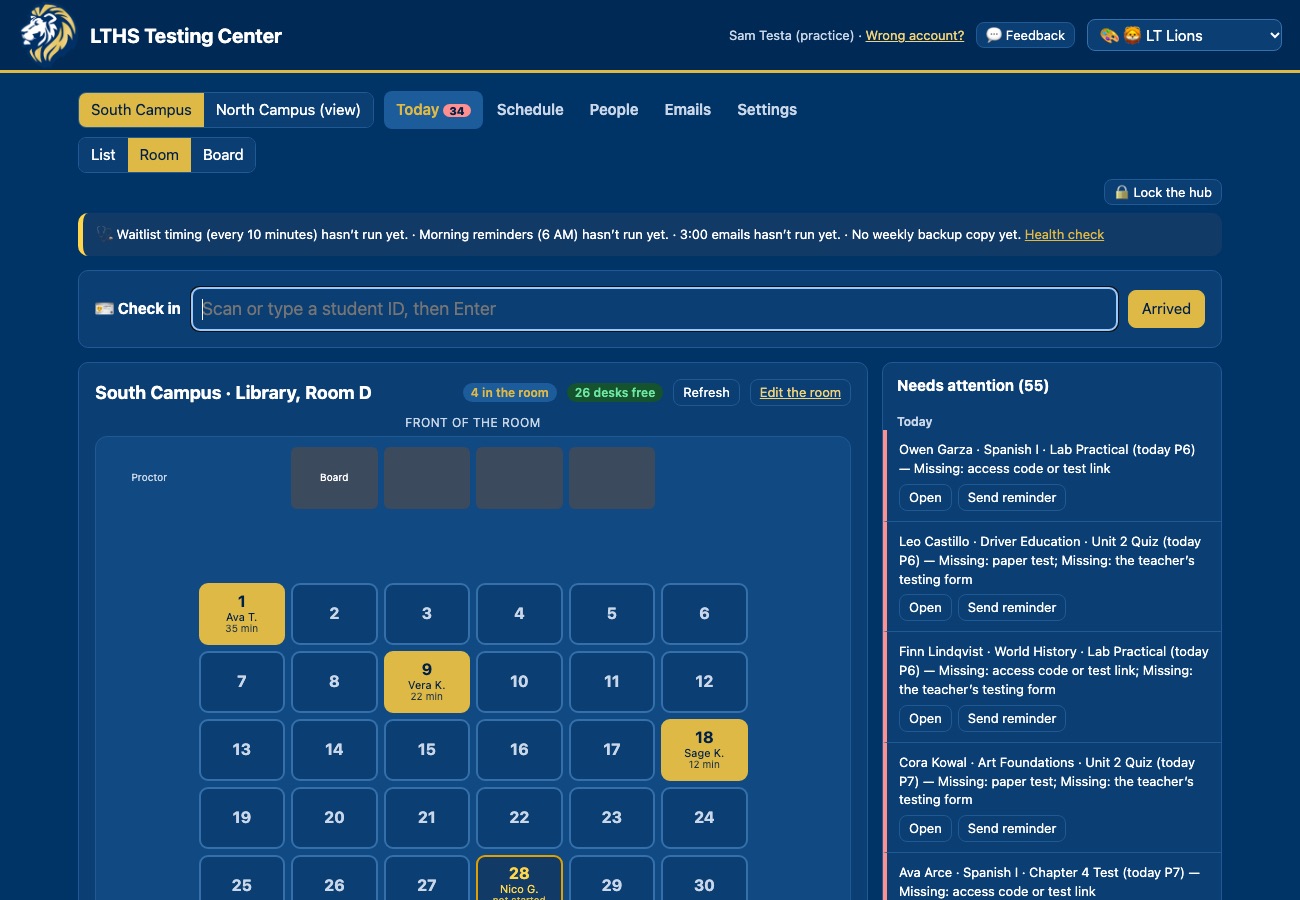 LTHS Testing Center
Sam Testa (practice) · Wrong account?
💬 Feedback
🎨 🦁 LT Lions
South Campus
North Campus (view)
Today 34
Schedule
People
Emails
Settings
List
Room
Board
🔒 Lock the hub
🩺 Waitlist timing (every 10 minutes) hasn’t run yet. · Morning reminders (6 AM) hasn’t run yet. · 3:00 emails hasn’t run yet. · No weekly backup copy yet. Health check
🪪 Check in
Scan or type a student ID, then Enter
Arrived
South Campus · Library, Room D
4 in the room
26 desks free
Refresh
Edit the room
FRONT OF THE ROOM
Proctor
Board
1
Ava T.
35 min
2
3
4
5
6
7
8
9
Vera K.
22 min
10
11
12
13
14
15
16
17
18
Sage K.
12 min
19
20
21
22
23
24
25
26
27
28
Nico G.
not started
29
30
Needs attention (55)
Today
Owen Garza · Spanish I · Lab Practical (today P6)
— Missing: access code or test link
Open
Send reminder
Leo Castillo · Driver Education · Unit 2 Quiz (today
P6) — Missing: paper test; Missing: the teacher’s
testing form
Open
Send reminder
Finn Lindqvist · World History · Lab Practical (today
P6) — Missing: access code or test link; Missing:
the teacher’s testing form
Open
Send reminder
Cora Kowal · Art Foundations · Unit 2 Quiz (today
P7) — Missing: paper test; Missing: the teacher’s
testing form
Open
Send reminder
Ava Arce · Spanish I · Chapter 4 Test (today P7) —
Missing: access code or test link